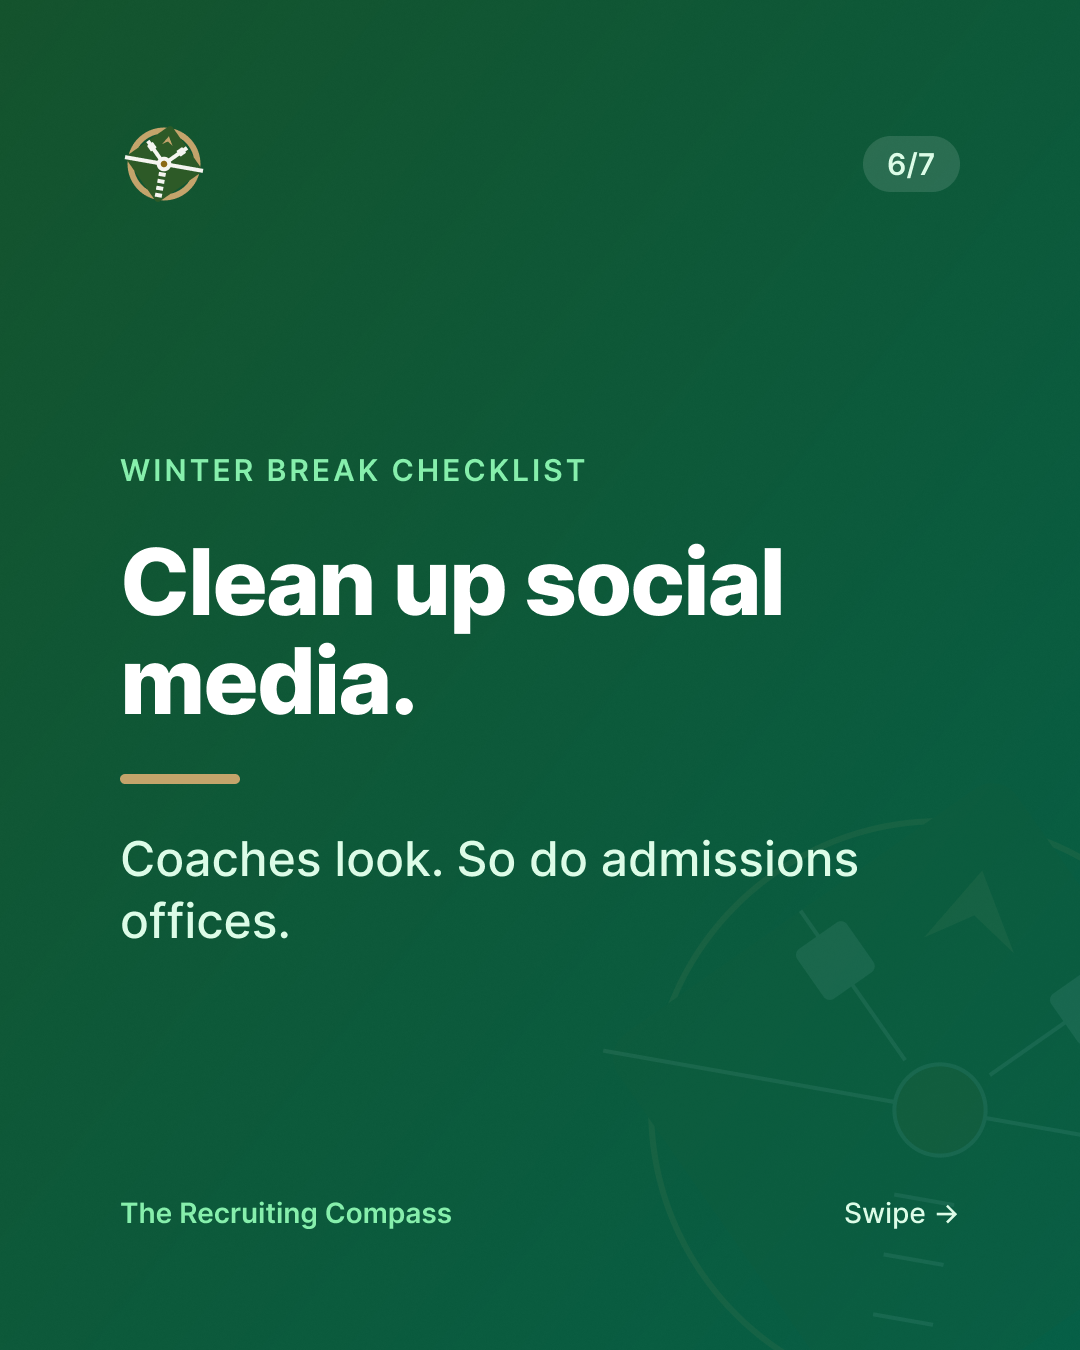 6/7
WINTER BREAK CHECKLIST
Clean up social
media.
Coaches look. So do admissions
offices.
The Recruiting Compass
Swipe →